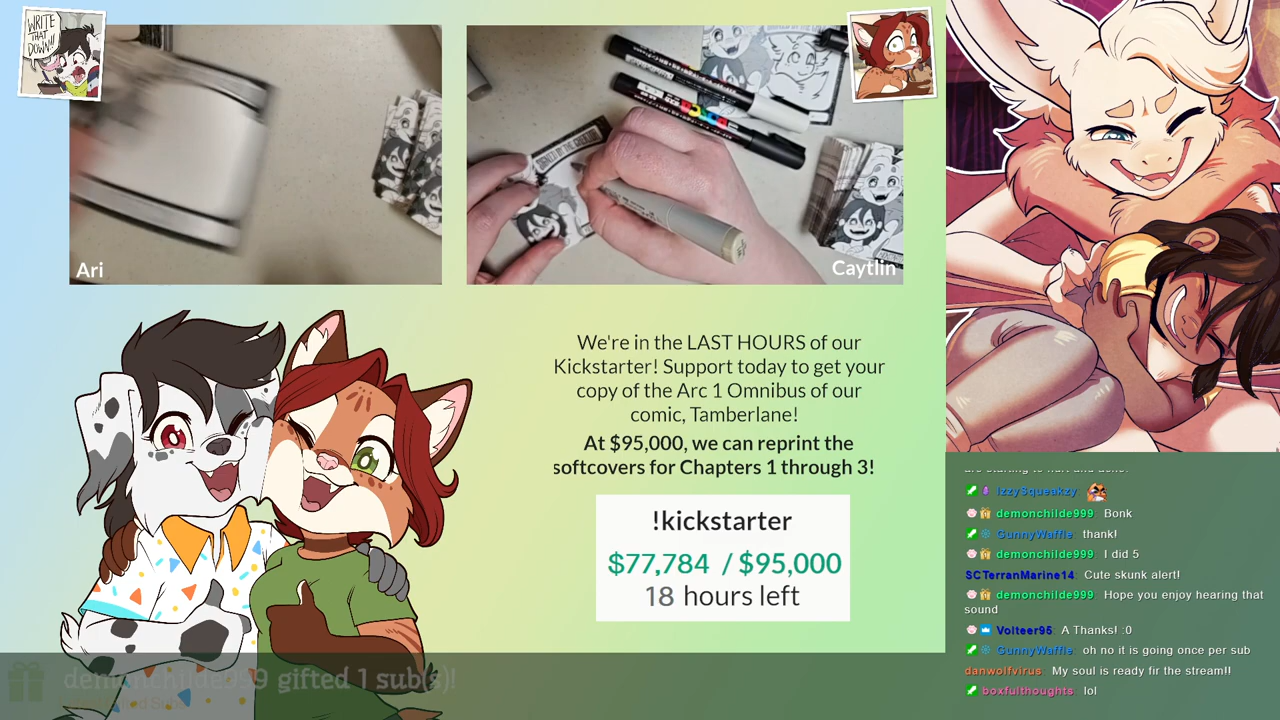 WRITE
THAT
DOWN!!
Ari
SIGNED BY THE CREATOR
Caytlin
We're in the LAST HOURS of our
Kickstarter! Support today to get your
copy of the Arc 1 Omnibus of our
comic, Tamberlane!
At $95,000, we can reprint the
softcovers for Chapters 1 through 3!
!kickstarter
$77,784 / $95,000
18 hours left
IzzySqueakzy
demonchilde999: Bonk
GunnyWaffle: thank!
demonchilde999: I did 5
SCTerranMarine14: Cute skunk alert!
demonchilde999: Hope you enjoy hearing that
sound
Volteer95: A Thanks! :0
GunnyWaffle: oh no it is going once per sub
danwolfvirus: My soul is ready fir the stream!!
boxfulthoughts: lol
demonchilde999 gifted 1 sub(s)!